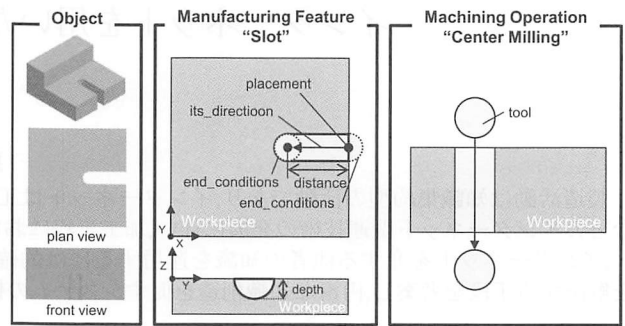 Object
plan view
front view
Manufacturing Feature
“Slot”
placement
its_directioon
end_conditions
distance
end_conditions
Workpiece
Y
X
Z
Y
depth
Workpiece
Machining Operation
“Center Milling”
tool
Workpiece